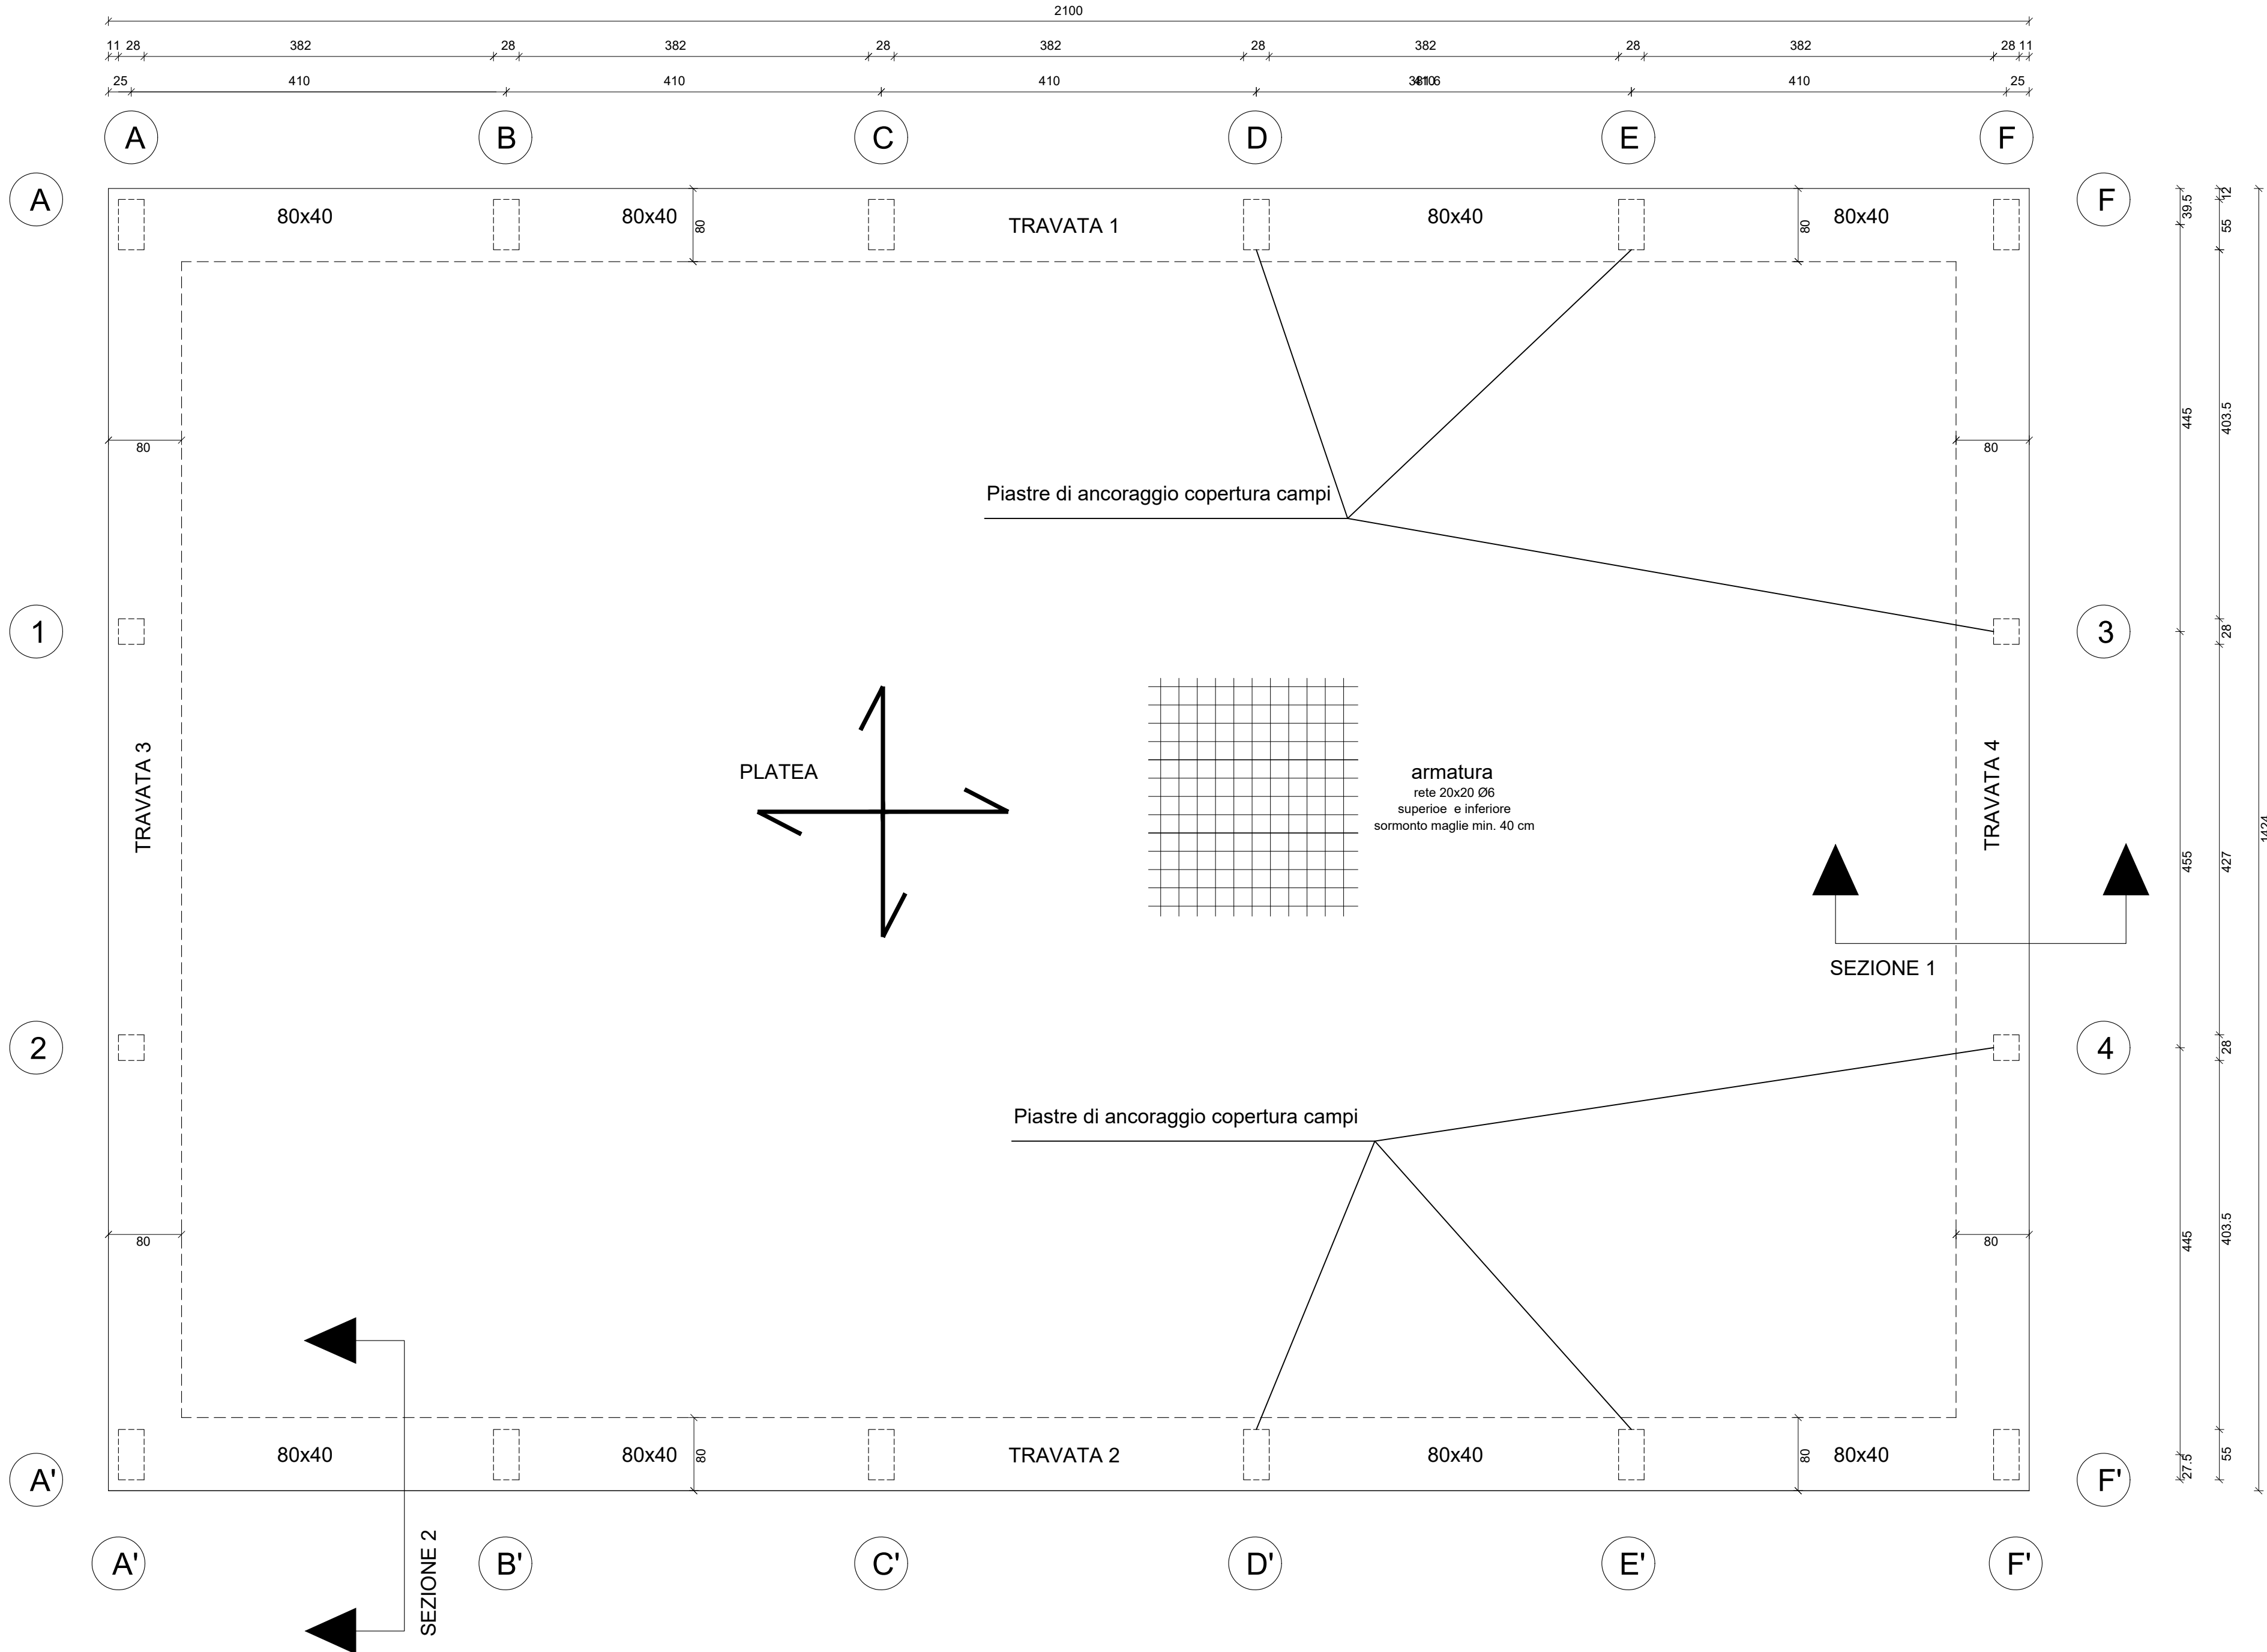 2100
11 28 382 28 382 28 382 28 382 28 382 28 11
25 410 410 410 410 25
A B C D E F
A F
80x40 80x40 TRAVATA 1 80x40 80x40
80 80
39.5 12
55
80 80
445 403.5
Piastre di ancoraggio copertura campi
1 3
28
TRAVATA 3
PLATEA
armatura
rete 20x20 Ø6
superioe e inferiore
sormonto maglie min. 40 cm
TRAVATA 4
455 427
1424
SEZIONE 1
2 4
28
Piastre di ancoraggio copertura campi
80 80
445 403.5
80x40 80x40 TRAVATA 2 80x40 80x40
80 80
27.5 55
A' F'
A' B' C' D' E' F'
SEZIONE 2